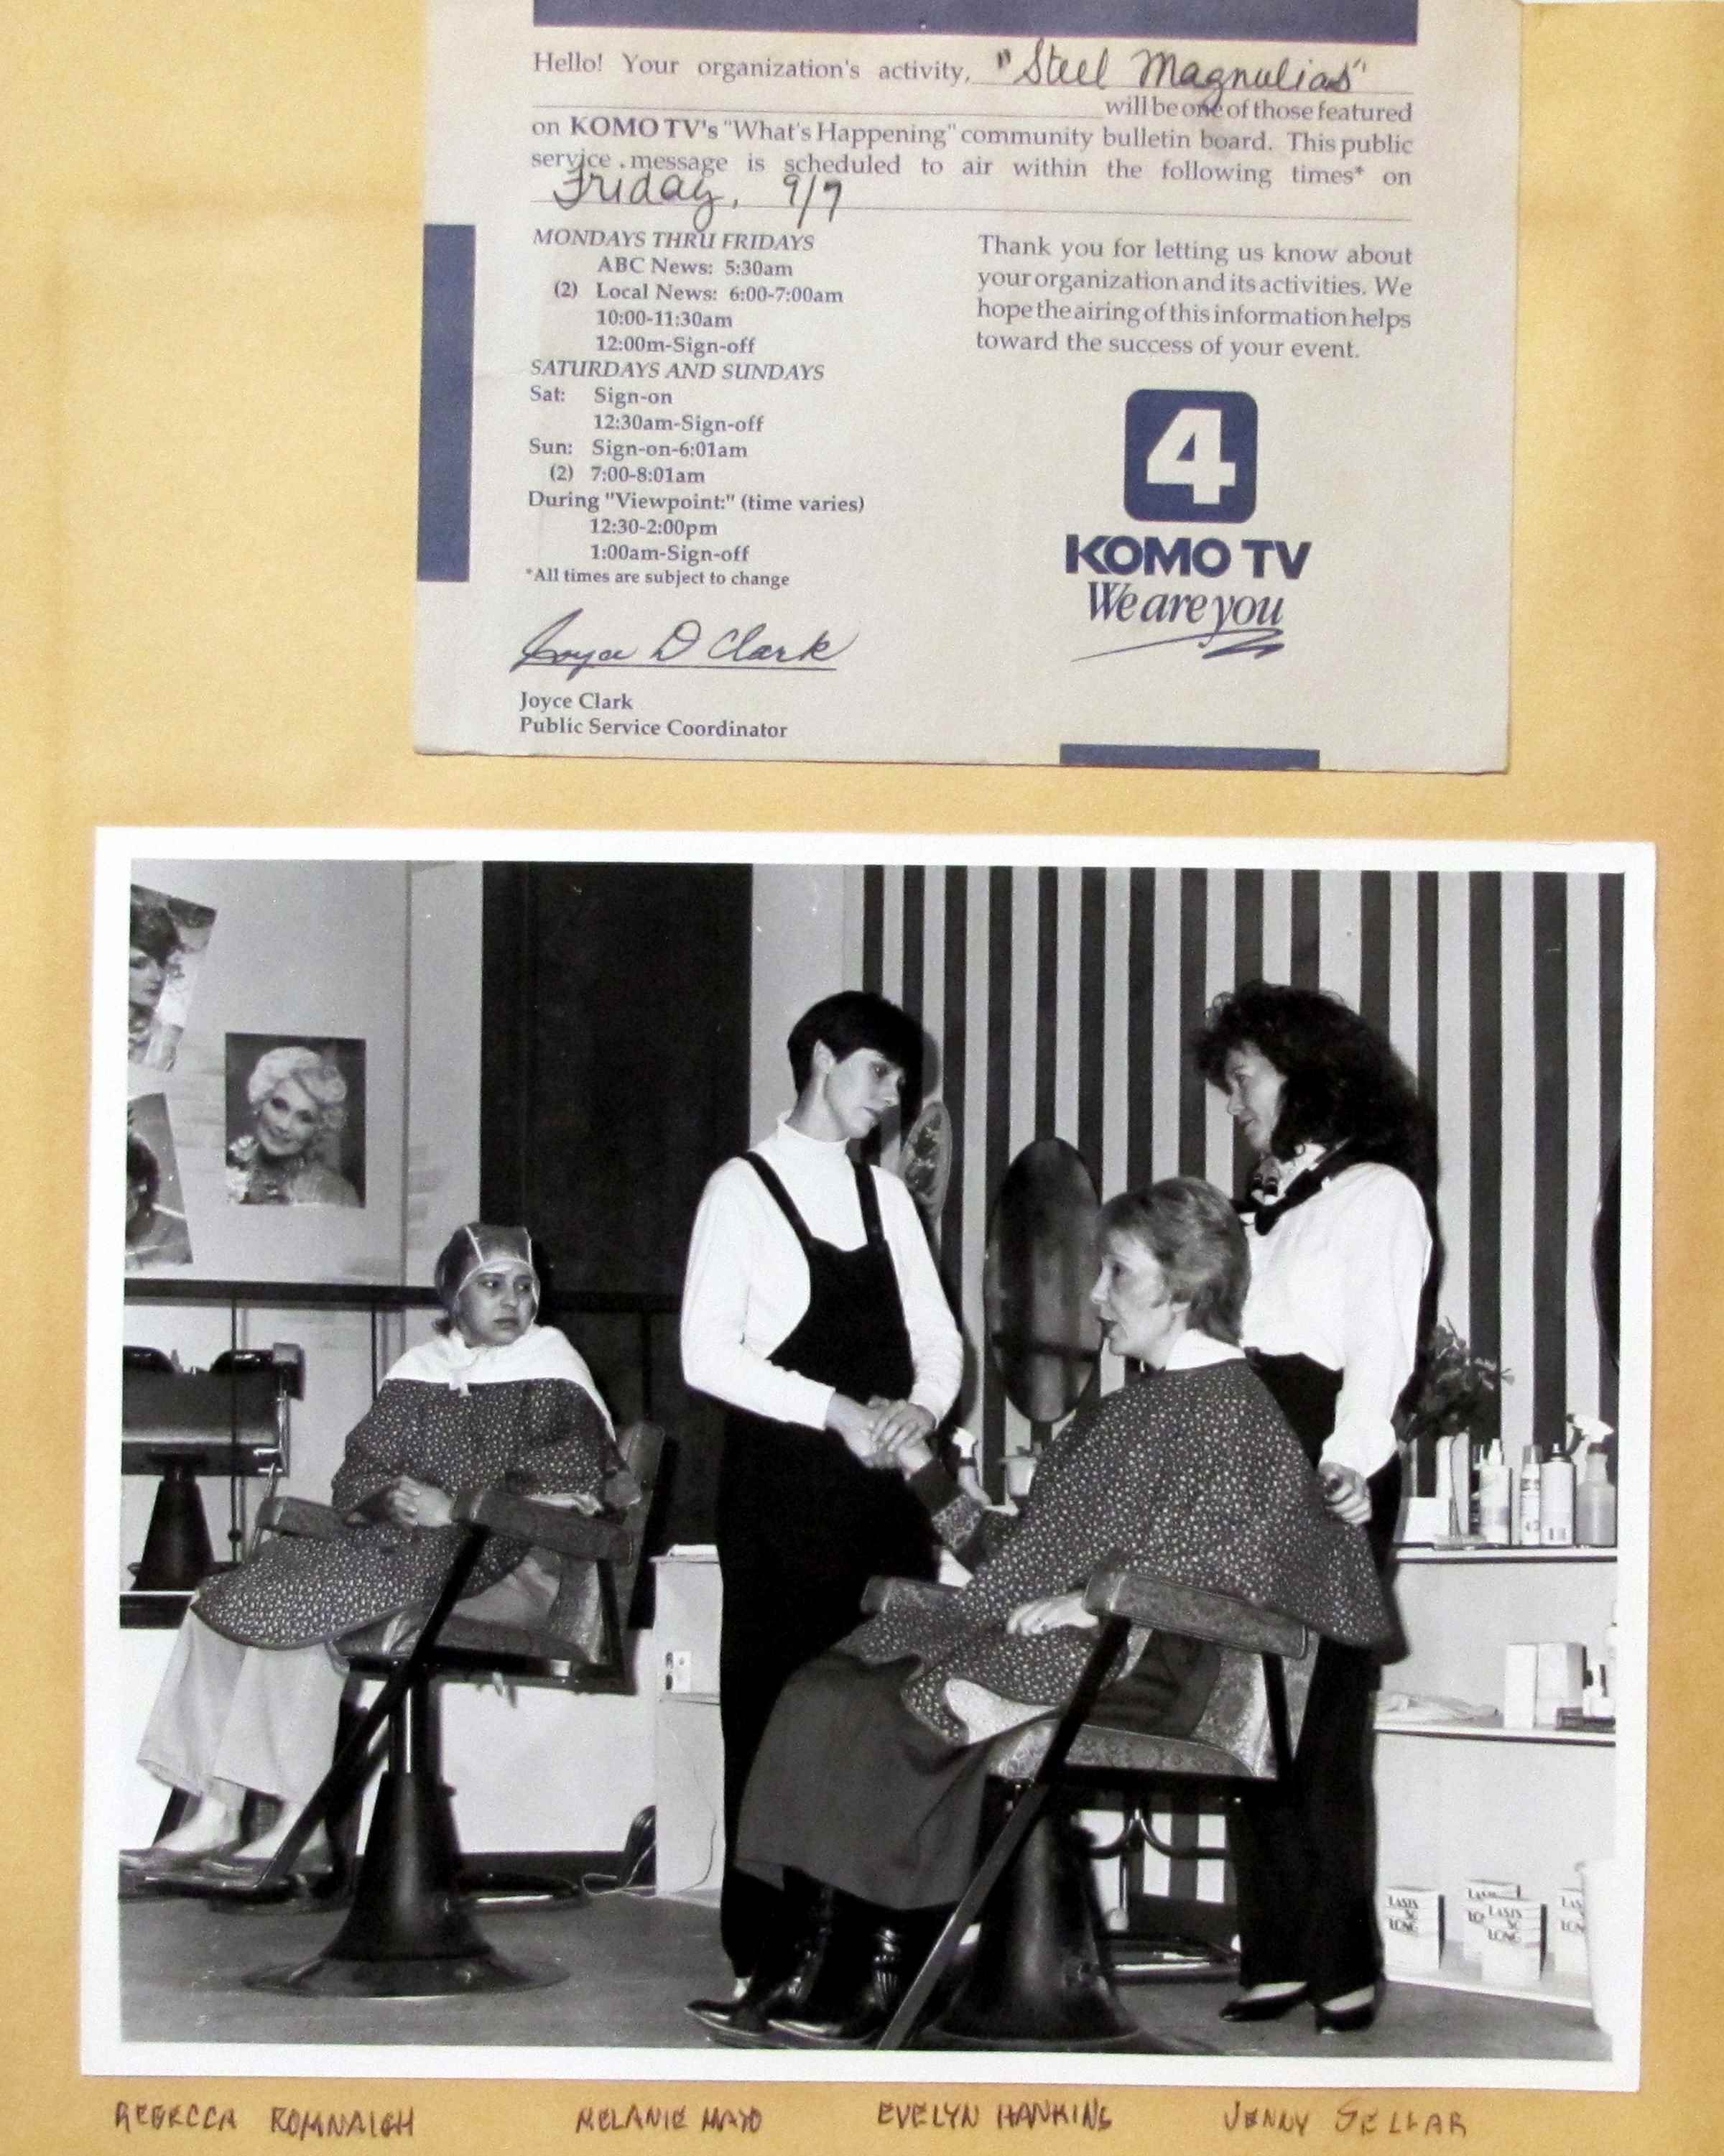 Hello! Your organization's activity, "Steel Magnolias"
will be one of those featured
on KOMO TV's "What's Happening" community bulletin board. This public
service message is scheduled to air within the following times* on
Friday, 9/7
MONDAYS THRU FRIDAYS
ABC News: 5:30am
(2) Local News: 6:00-7:00am
10:00-11:30am
12:00m-Sign-off
SATURDAYS AND SUNDAYS
Sat: Sign-on
12:30am-Sign-off
Sun: Sign-on-6:01am
(2) 7:00-8:01am
During "Viewpoint:" (time varies)
12:30-2:00pm
1:00am-Sign-off
*All times are subject to change
Joyce D Clark
Joyce Clark
Public Service Coordinator
Thank you for letting us know about
your organization and its activities. We
hope the airing of this information helps
toward the success of your event.
4
KOMO TV
We are you
LASTS
SO
LONG
LASTS
SO
LONG
REBECCA ROMNAIGH MELANIE MAYO EVELYN HANKINS JENNY SELLAR